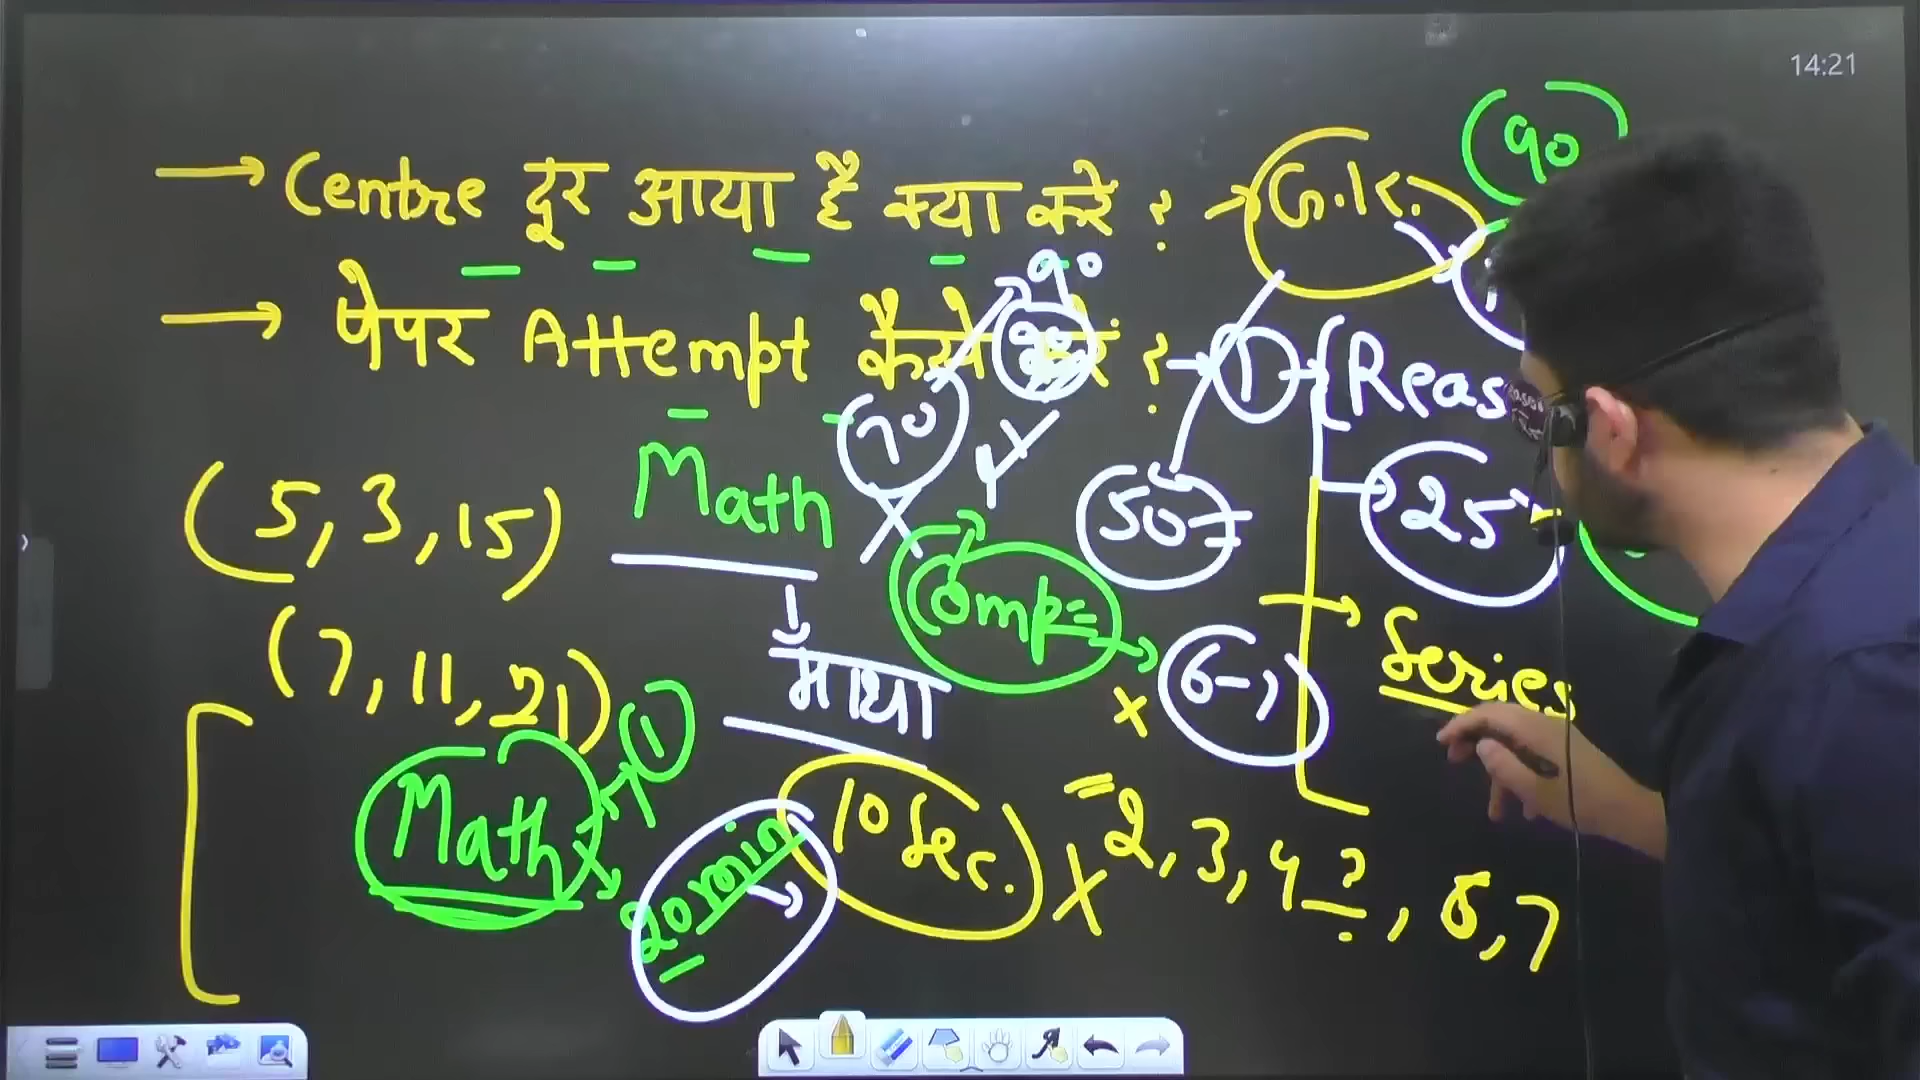 14:21
(90
→ Centre दूर आया है क्या करें ? → G.K.
90
→ पेपर Attempt कैसे करें ? → 1 → Reas
70
Math
50
25
(5, 3, 15)
Comp
(7, 11, 21)
माथा
6-7
Series
1
Math
20 min → 10 Sec.
2, 3, 4 ?, 6, 7